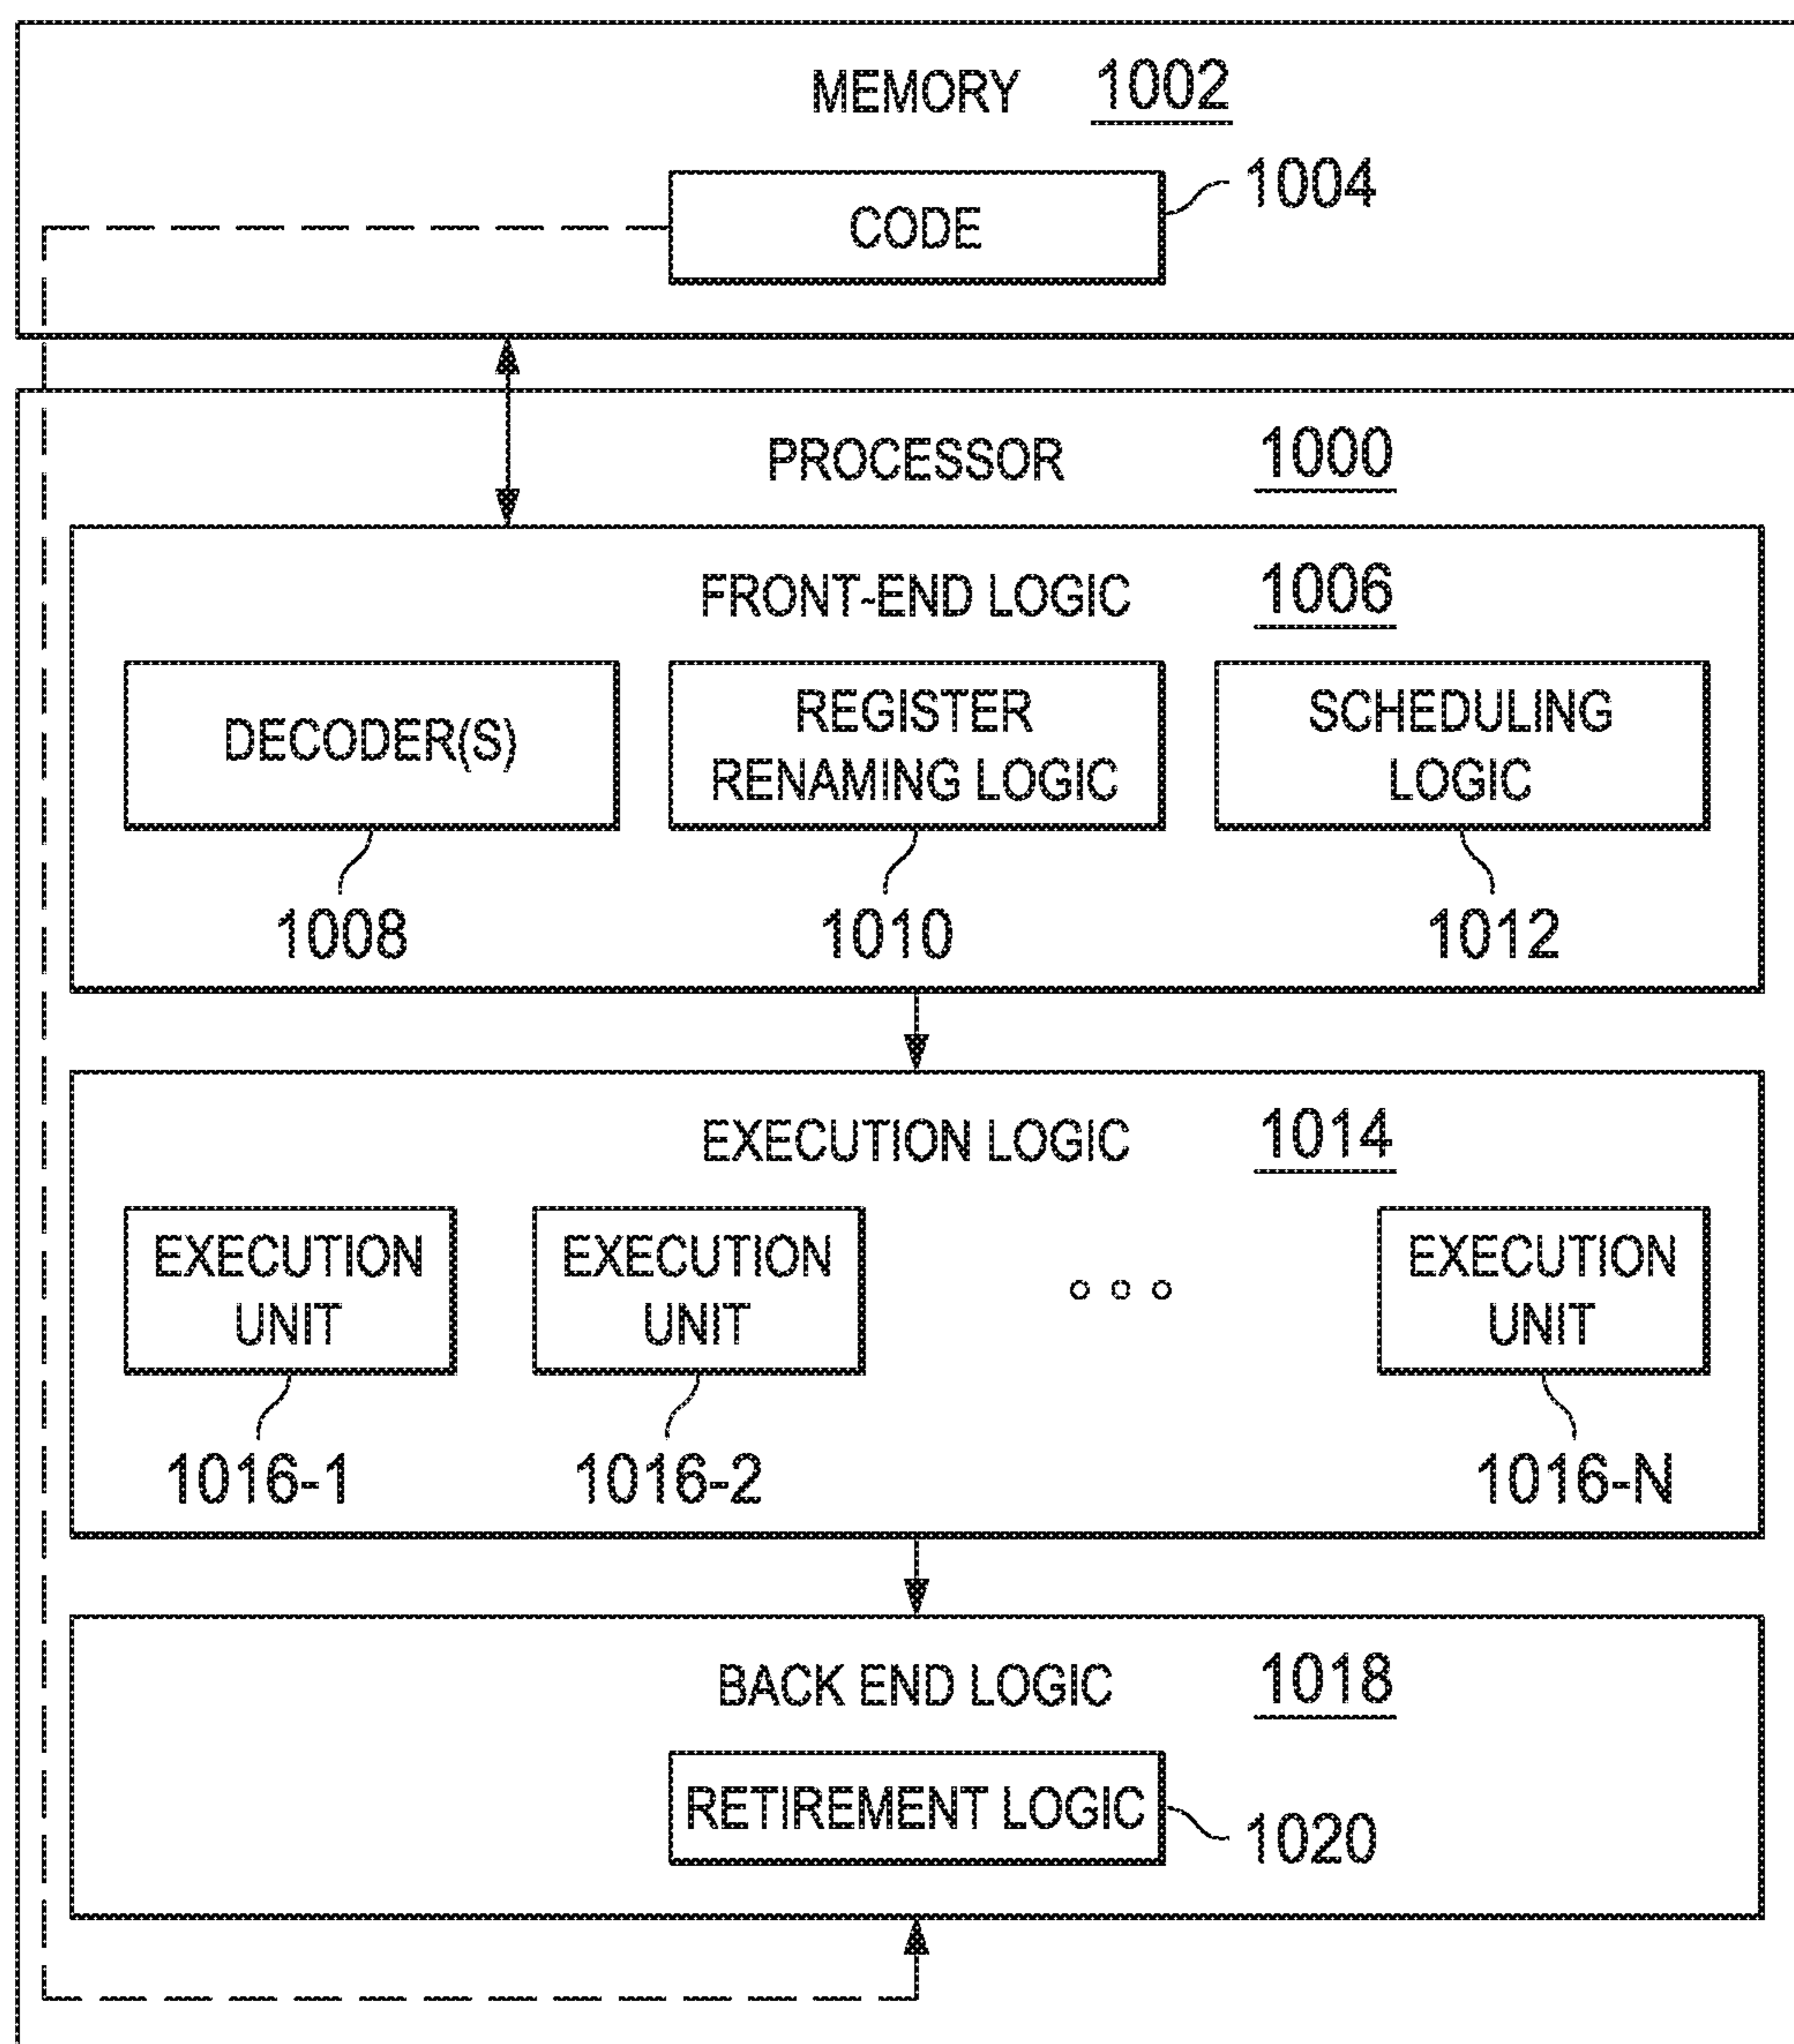 MEMORY 1002
1004
CODE
PROCESSOR 1000
FRONT-END LOGIC 1006
DECODER(S)
REGISTER
RENAMING LOGIC
SCHEDULING
LOGIC
1008
1010
1012
EXECUTION LOGIC 1014
EXECUTION
UNIT
EXECUTION
UNIT
EXECUTION
UNIT
1016-1
1016-2
1016-N
BACK END LOGIC 1018
RETIREMENT LOGIC
1020